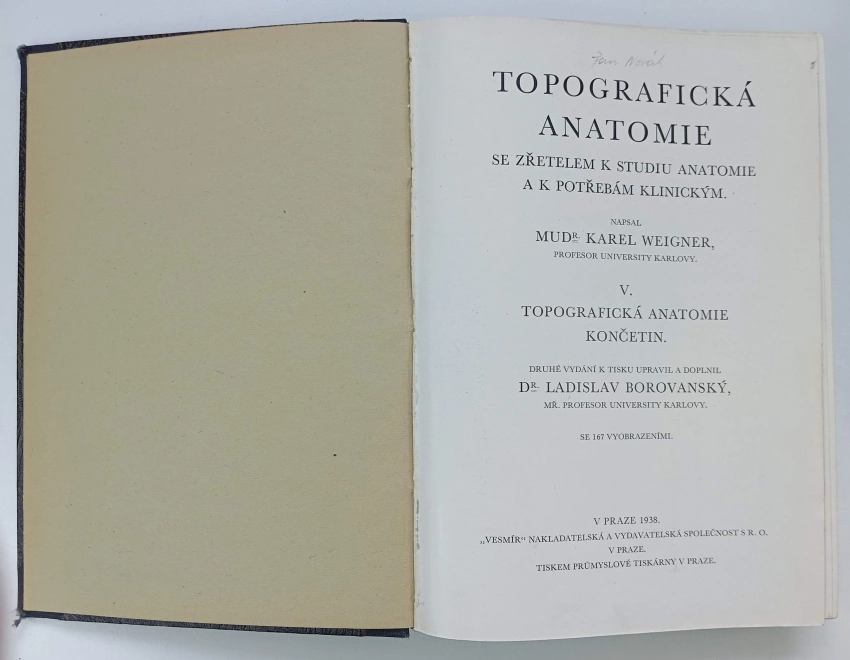 Jan Novák
TOPOGRAFICKÁ
ANATOMIE
SE ZŘETELEM K STUDIU ANATOMIE
A K POTŘEBÁM KLINICKÝM.
NAPSAL
MUDR. KAREL WEIGNER,
PROFESOR UNIVERSITY KARLOVY.
V.
TOPOGRAFICKÁ ANATOMIE
KONČETIN.
DRUHÉ VYDÁNÍ K TISKU UPRAVIL A DOPLNIL
DR. LADISLAV BOROVANSKÝ,
MŘ. PROFESOR UNIVERSITY KARLOVY.
SE 167 VYOBRAZENÍMI.
V PRAZE 1938.
„VESMÍR“ NAKLADATELSKÁ A VYDAVATELSKÁ SPOLEČNOST S R. O.
V PRAZE.
TISKEM PRŮMYSLOVÉ TISKÁRNY V PRAZE.